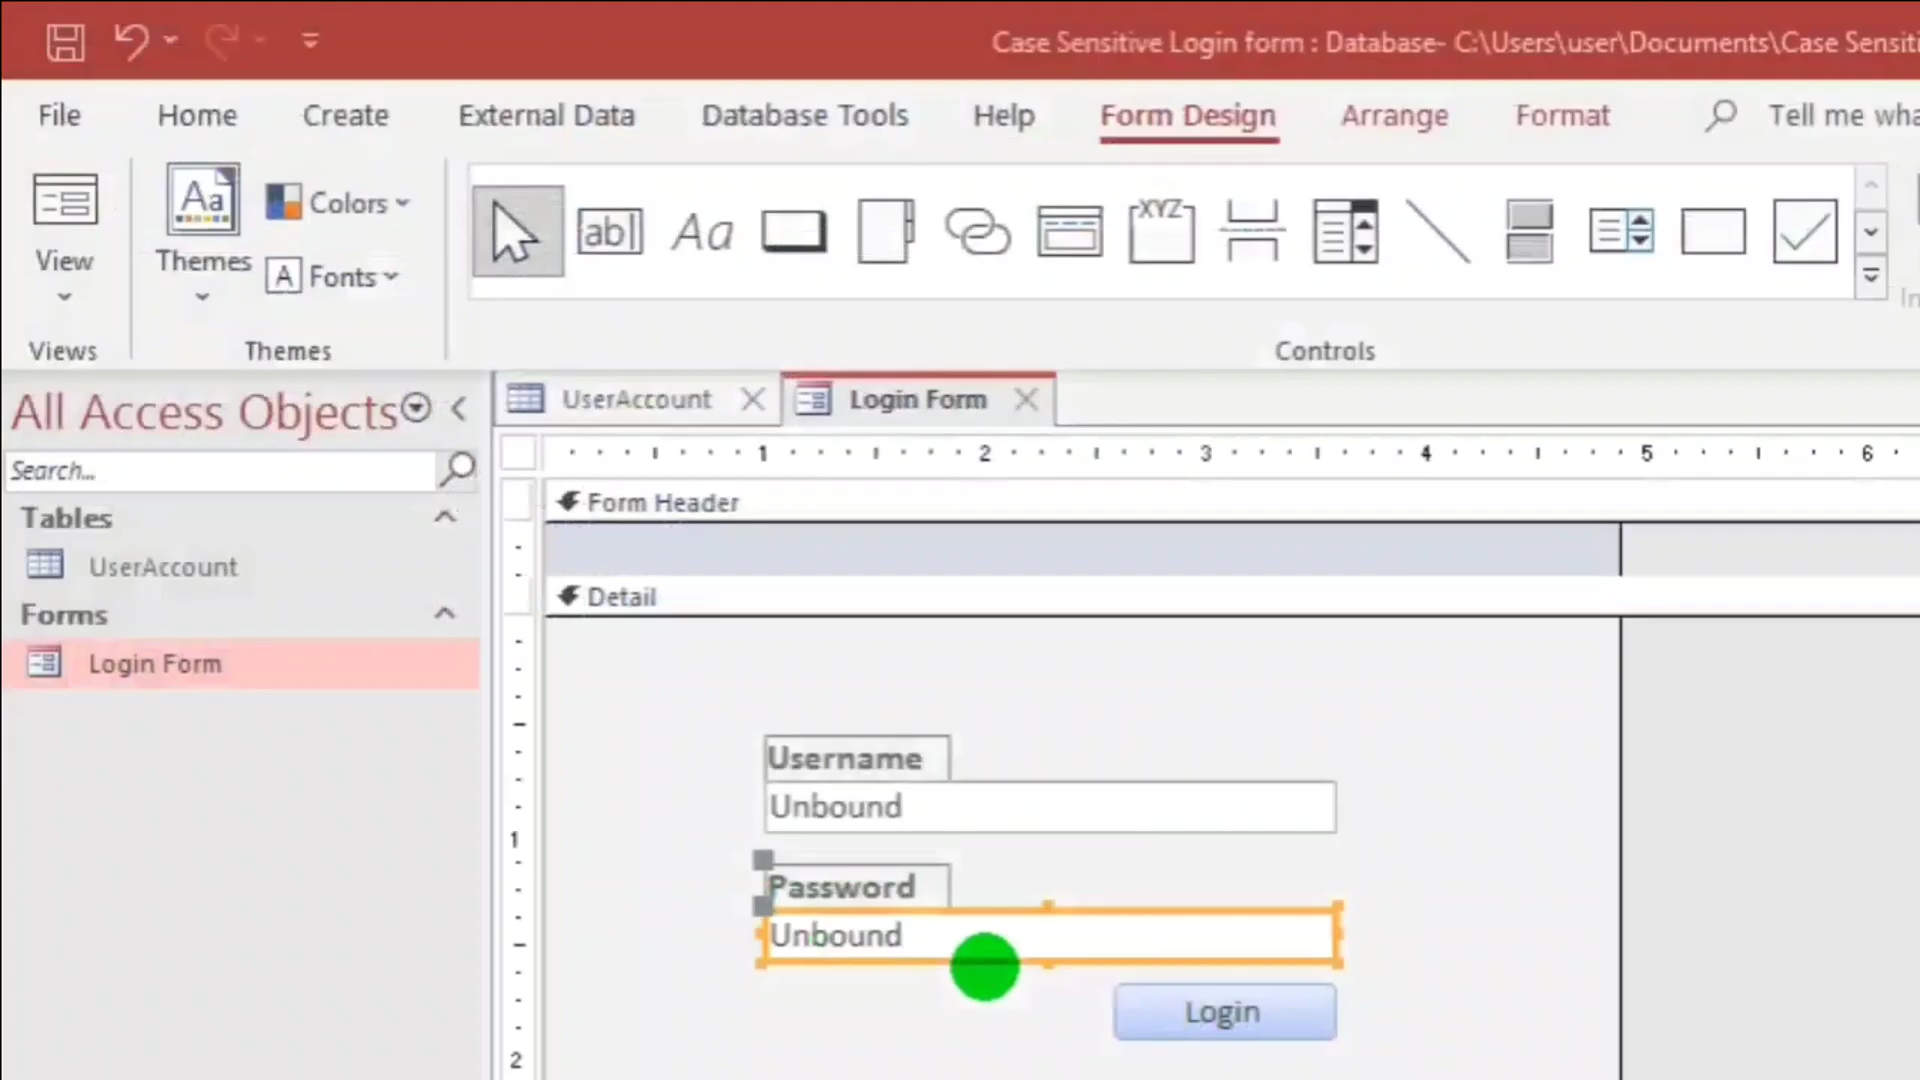 Case Sensitive Login form : Database- C:\Users\user\Documents\Case Sensiti
File Home Create External Data Database Tools Help Form Design Arrange Format Tell me wha
View
Themes
Colors
Fonts
ab
Aa
XYZ
Views
Themes
Controls
All Access Objects
Search...
Tables
UserAccount
Forms
Login Form
UserAccount
Login Form
1 2 3 4 5 6
Form Header
Detail
Username
Unbound
1
Password
Unbound
Login
2